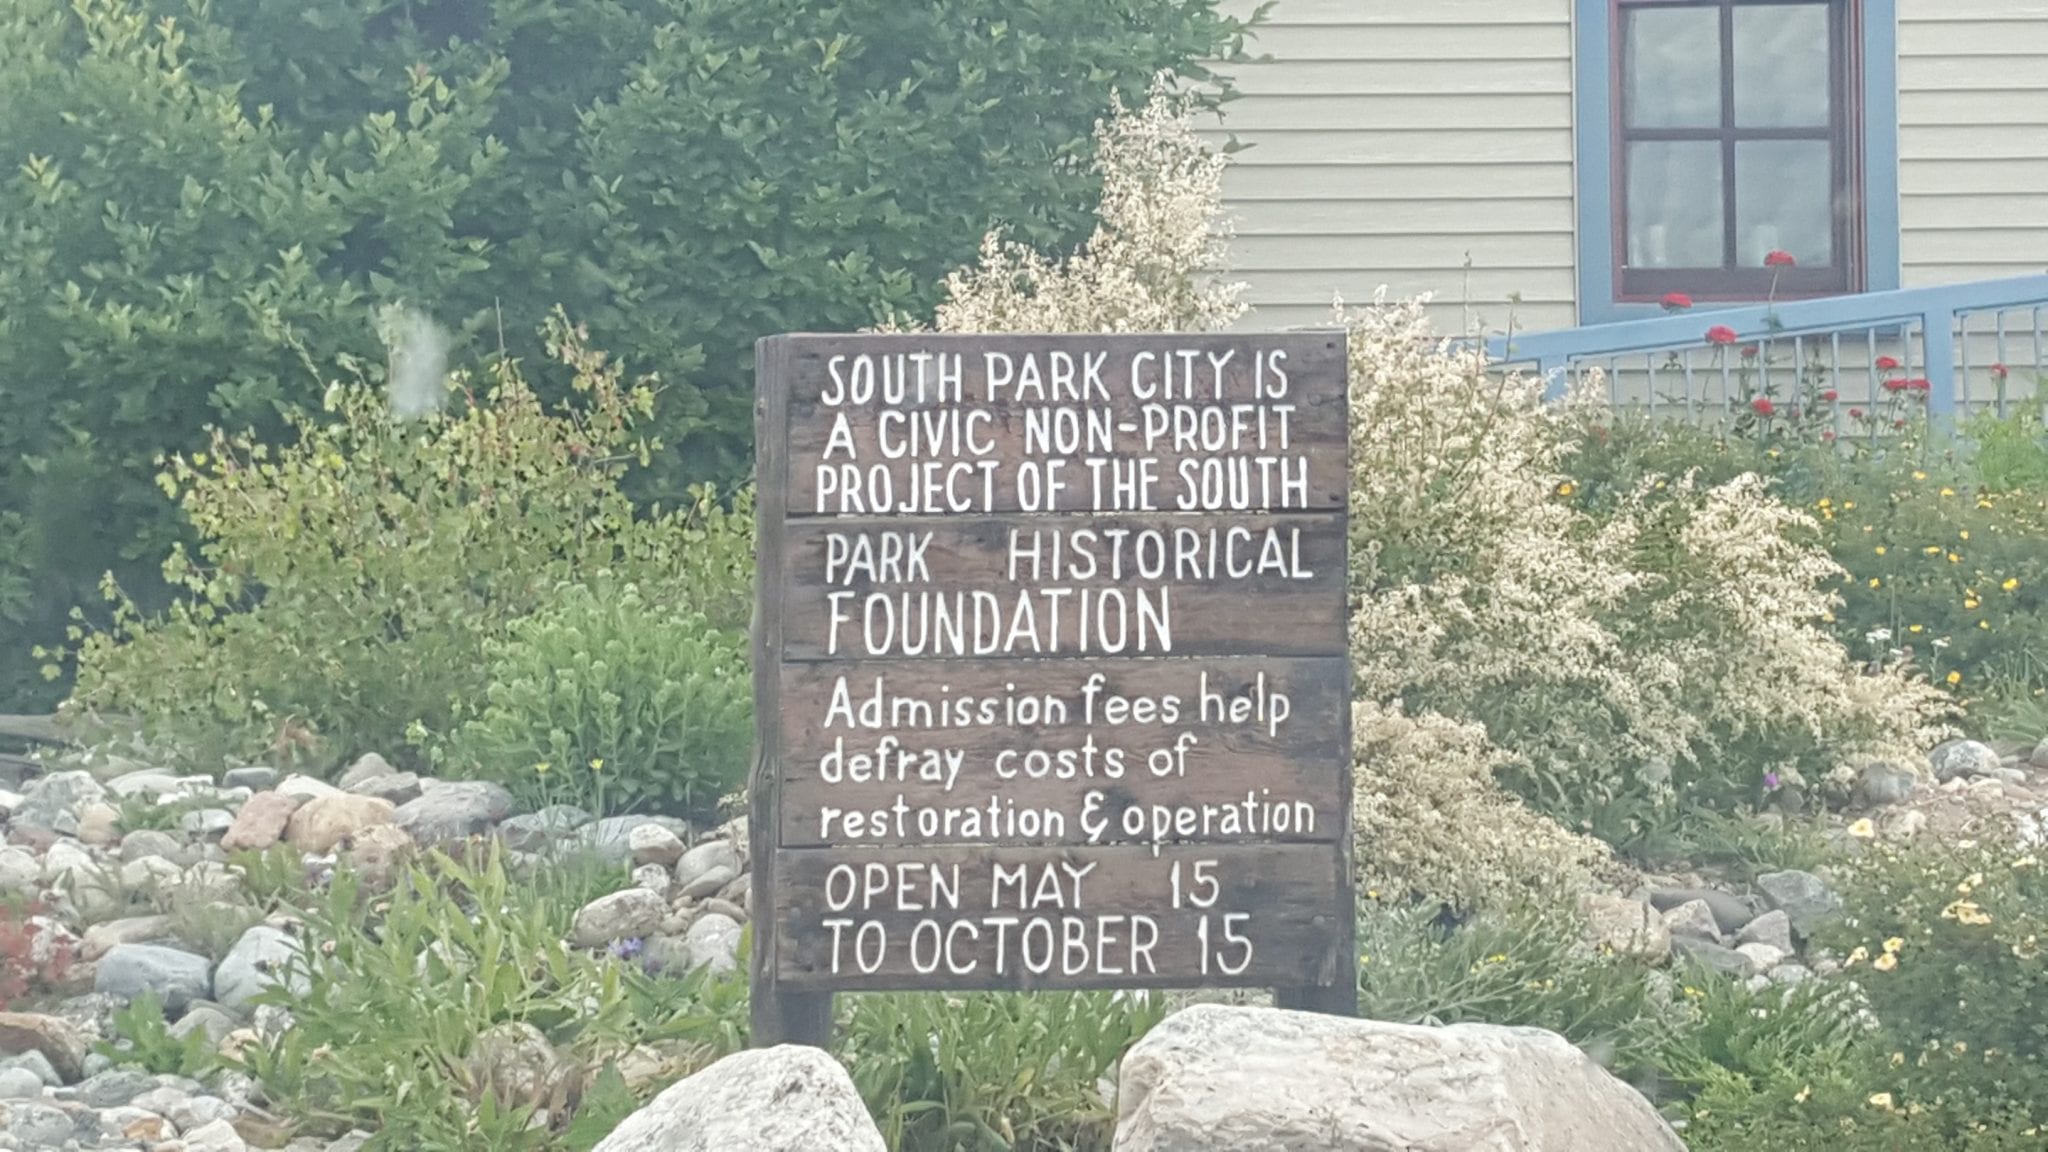 SOUTH PARK CITY IS
A CIVIC NON-PROFIT
PROJECT OF THE SOUTH
PARK HISTORICAL
FOUNDATION
Admission fees help
defray costs of
restoration & operation
OPEN MAY 15
TO OCTOBER 15